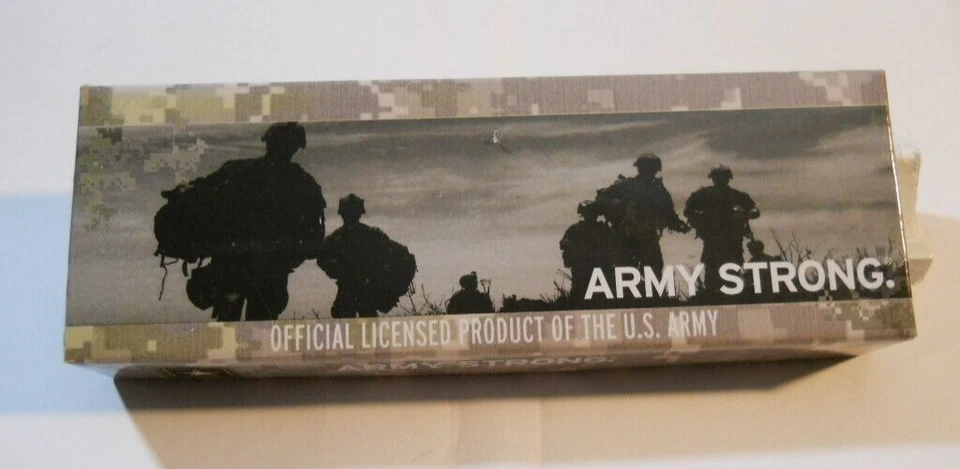 ARMY STRONG.®
OFFICIAL LICENSED PRODUCT OF THE U.S. ARMY
ARMY STRONG.